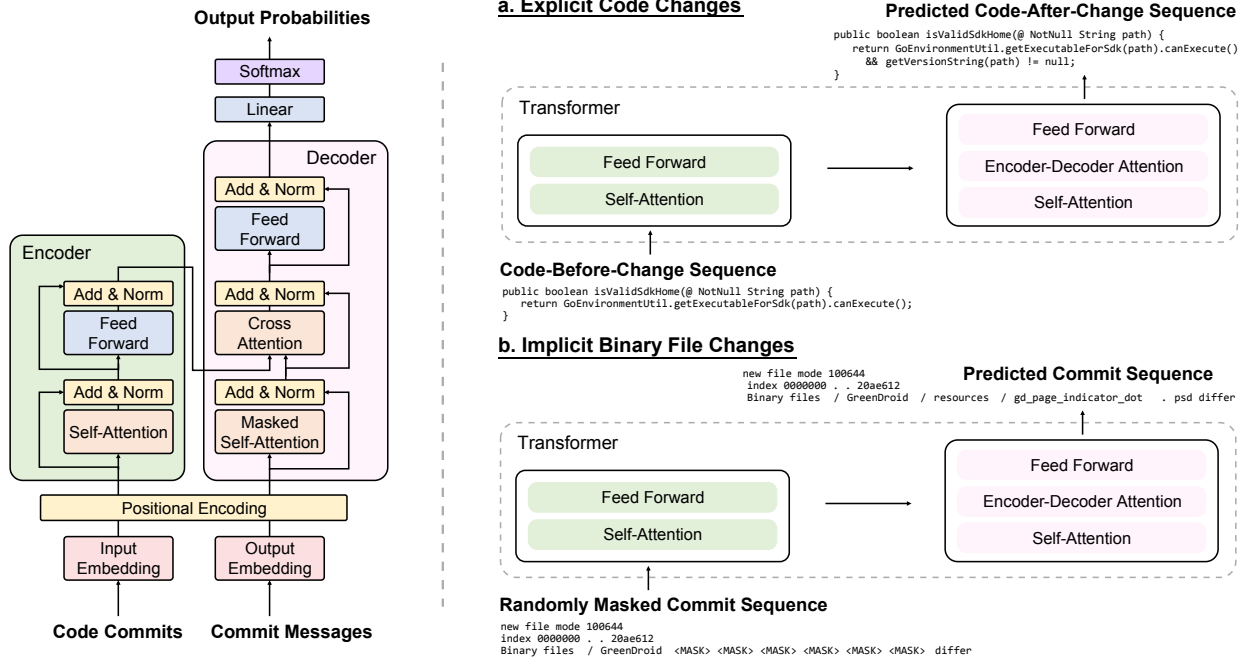 Output Probabilities
Softmax
Linear
Decoder
Add & Norm
Feed
Forward
Encoder
Add & Norm
Add & Norm
Feed
Forward
Cross
Attention
Add & Norm
Add & Norm
Self-Attention
Masked
Self-Attention
Positional Encoding
Input
Embedding
Output
Embedding
Code Commits
Commit Messages
a. Explicit Code Changes
Predicted Code-After-Change Sequence
public boolean isValidSdkHome(@ NotNull String path) {
return GoEnvironmentUtil.getExecutableForSdk(path).canExecute()
&& getVersionString(path) != null;
}
Transformer
Feed Forward
Self-Attention
Feed Forward
Encoder-Decoder Attention
Self-Attention
Code-Before-Change Sequence
public boolean isValidSdkHome(@ NotNull String path) {
return GoEnvironmentUtil.getExecutableForSdk(path).canExecute();
}
b. Implicit Binary File Changes
Predicted Commit Sequence
new file mode 100644
index 0000000 . . 20ae612
Binary files / GreenDroid / resources / gd_page_indicator_dot . psd differ
Transformer
Feed Forward
Self-Attention
Feed Forward
Encoder-Decoder Attention
Self-Attention
Randomly Masked Commit Sequence
new file mode 100644
index 0000000 . . 20ae612
Binary files / GreenDroid <MASK> <MASK> <MASK> <MASK> <MASK> <MASK> differ